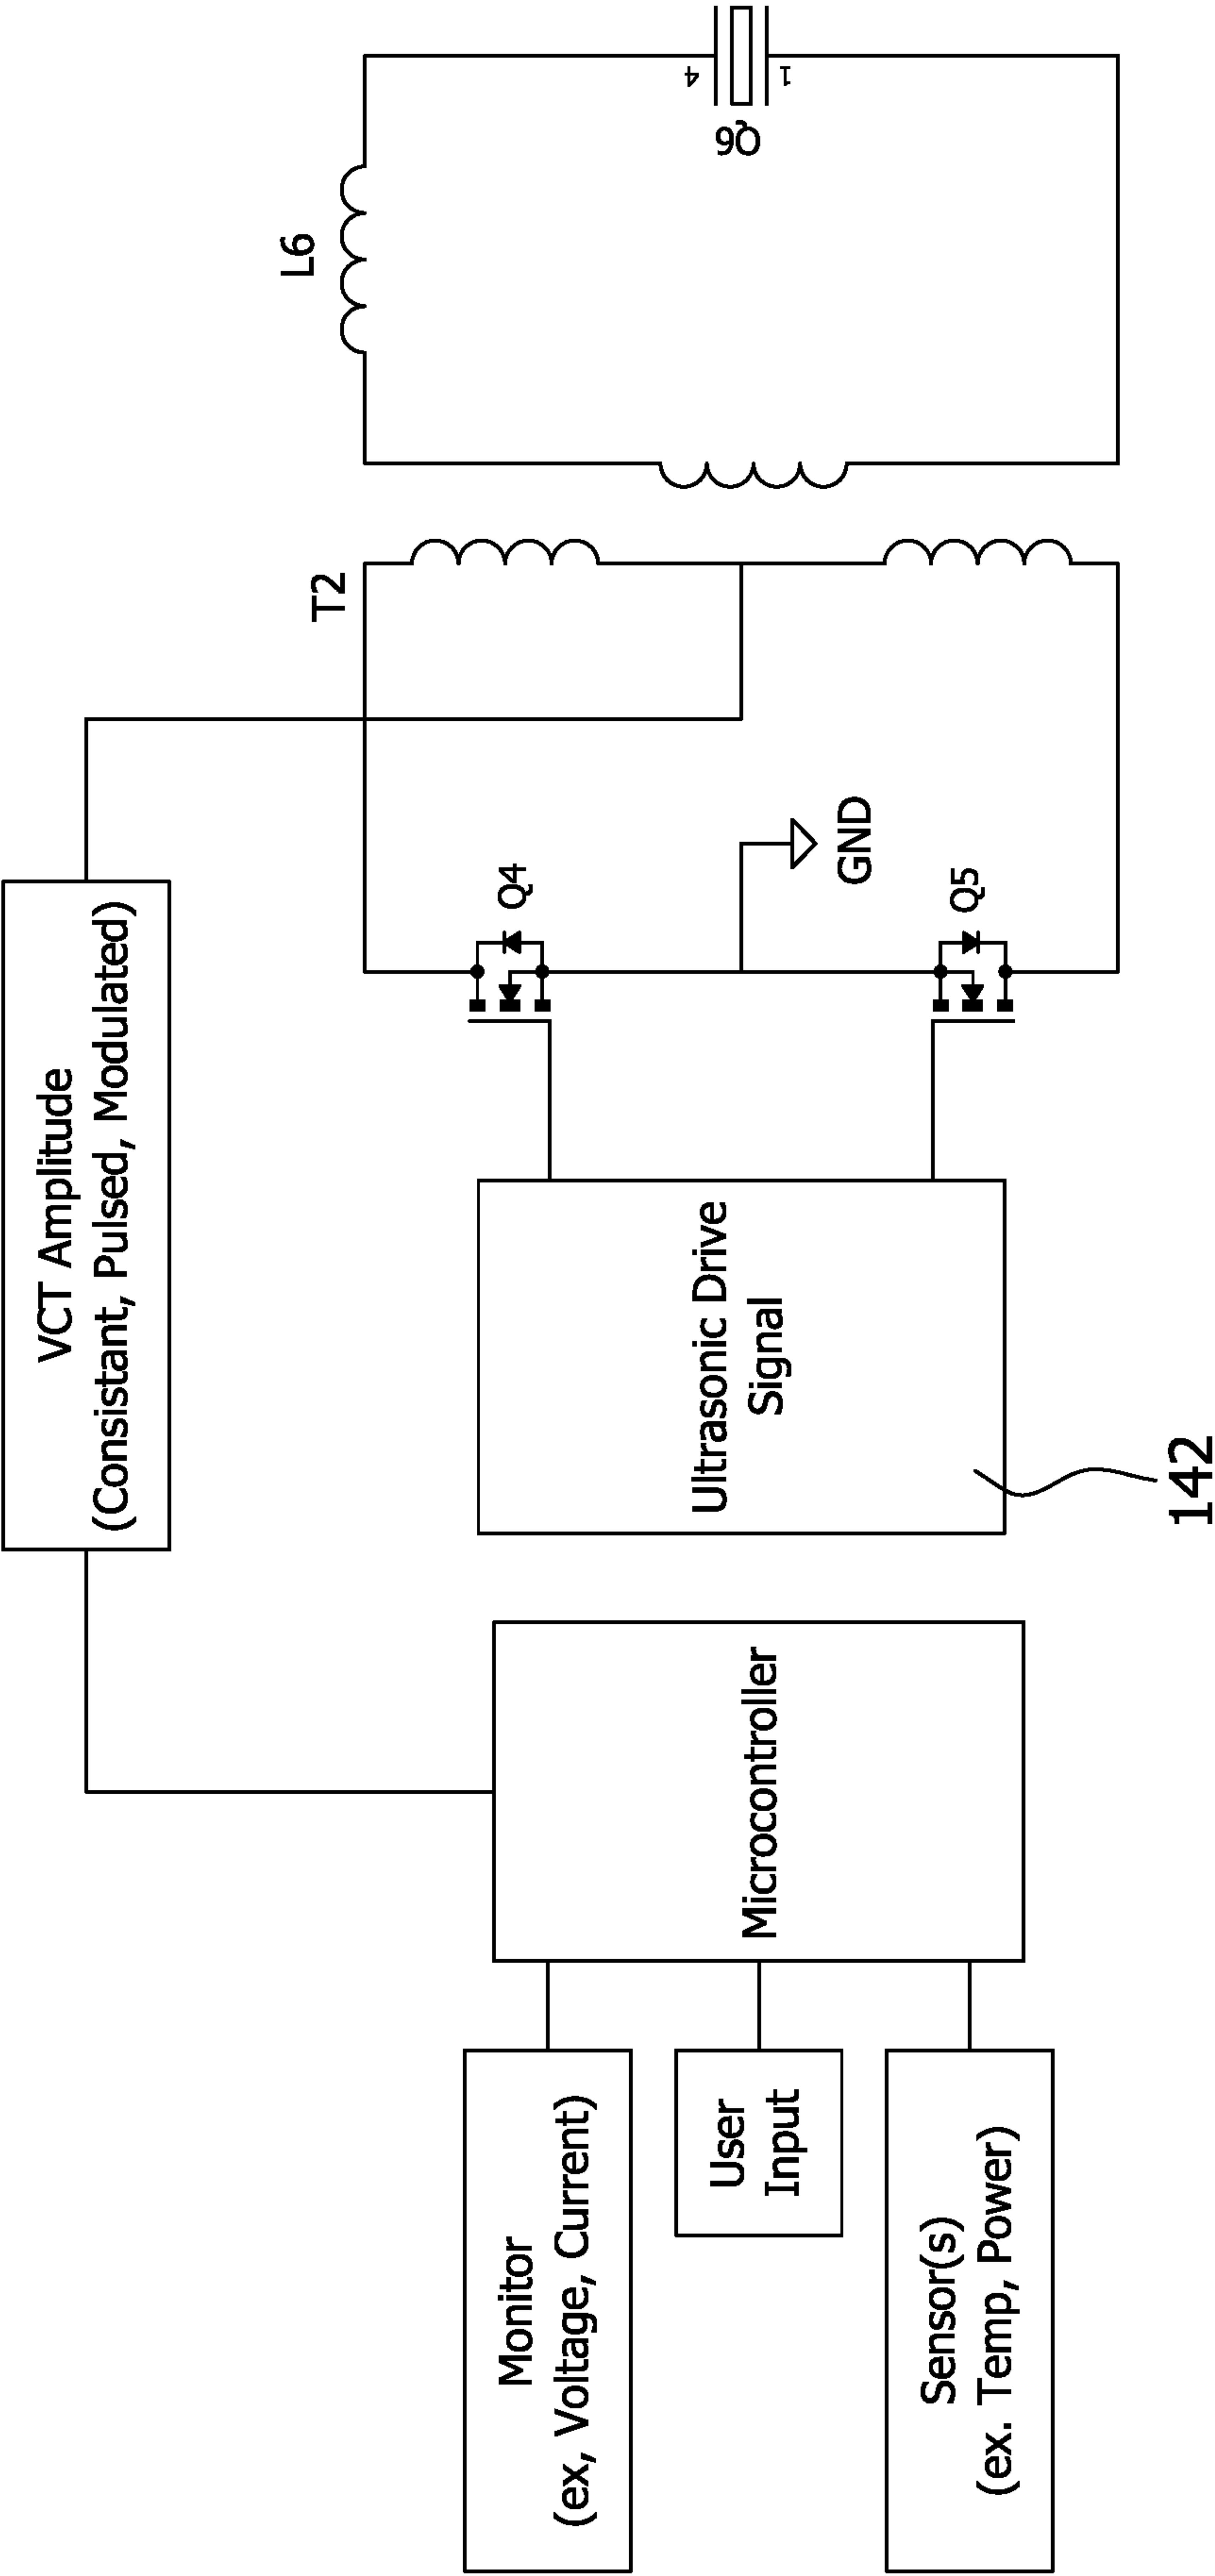 VCT Amplitude
(Consistant, Pulsed, Modulated)
Monitor
(ex, Voltage, Current)
User
Input
Sensor(s)
(ex. Temp, Power)
Microcontroller
Ultrasonic Drive
Signal
142
Q4
Q5
GND
T2
L6
Q6
4
1